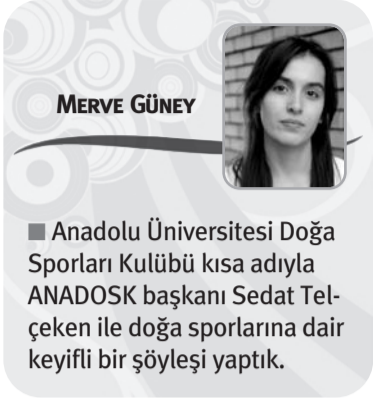 MERVE GÜNEY
Anadolu Üniversitesi Doğa
Sporları Kulübü kısa adıyla
ANADOSK başkanı Sedat Tel-
çeken ile doğa sporlarına dair
keyifli bir söyleşi yaptık.